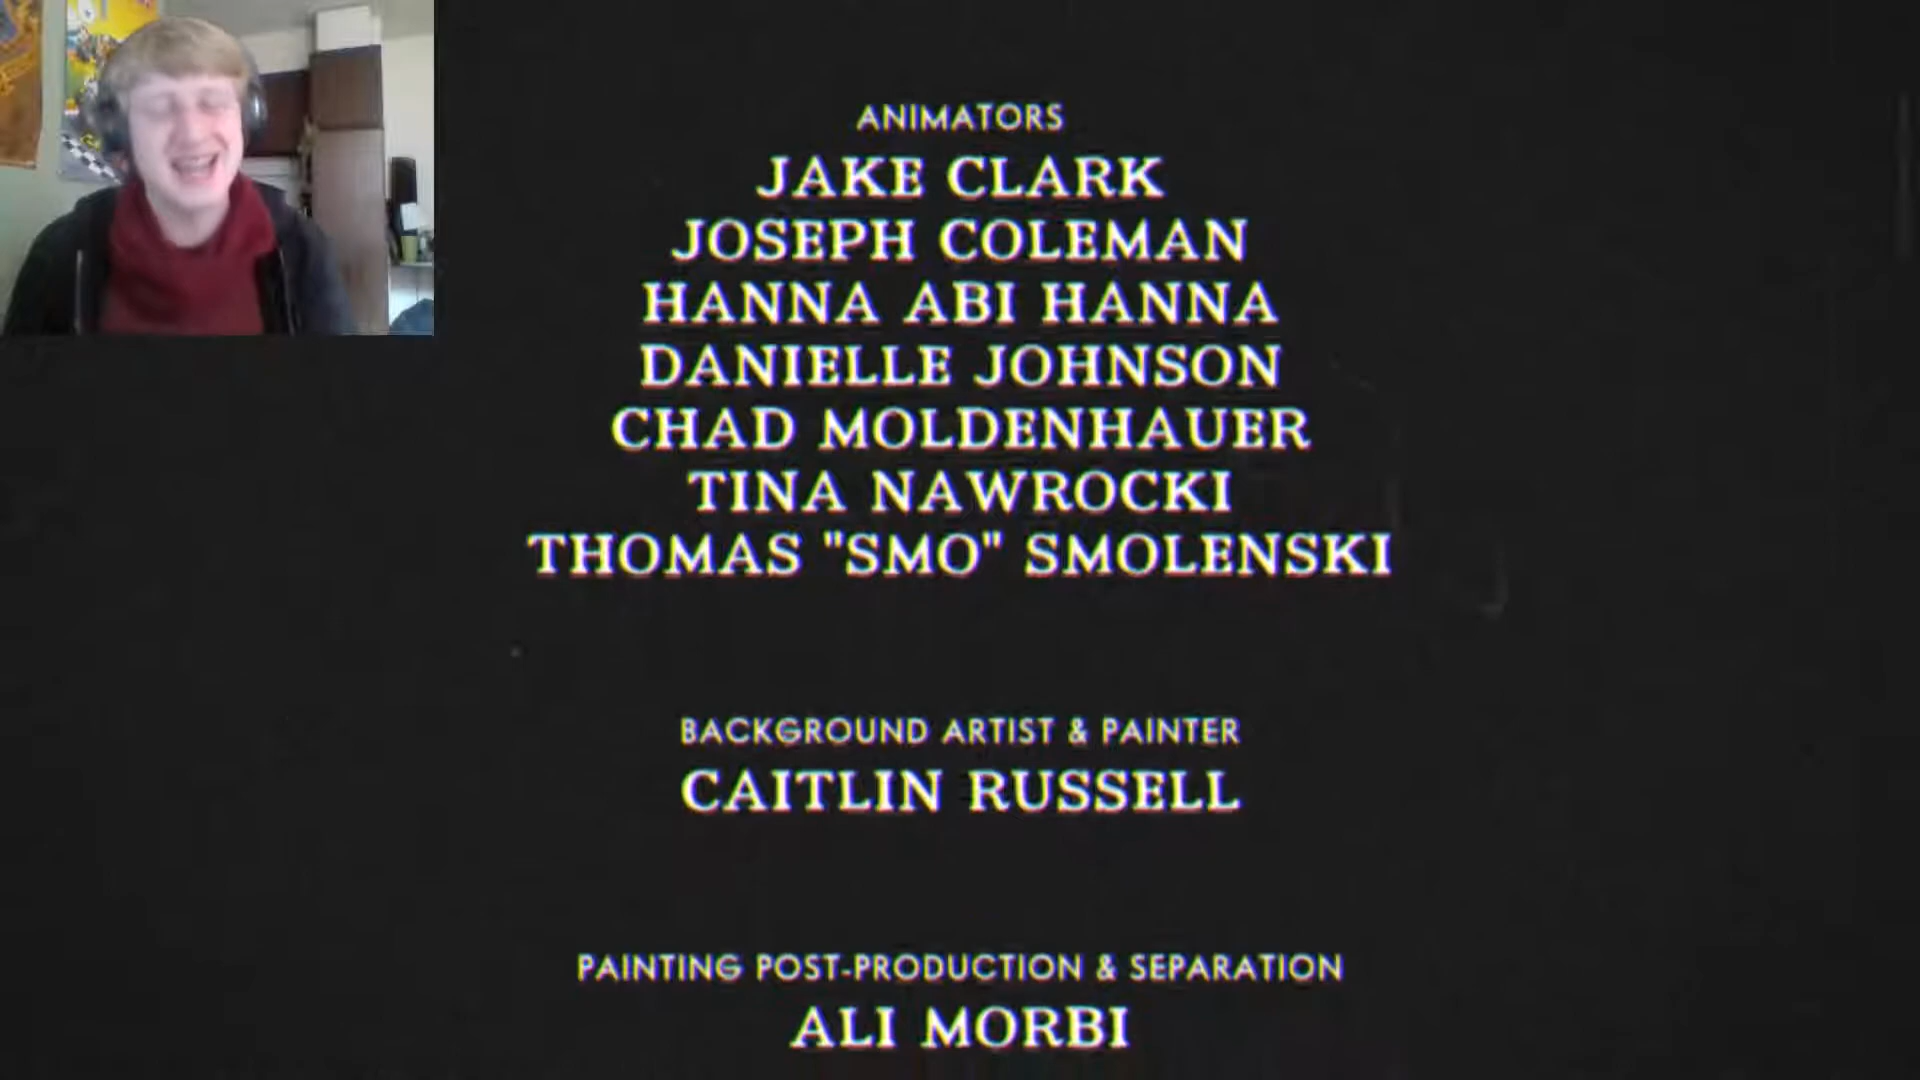 ANIMATORS
JAKE CLARK
JOSEPH COLEMAN
HANNA ABI HANNA
DANIELLE JOHNSON
CHAD MOLDENHAUER
TINA NAWROCKI
THOMAS "SMO" SMOLENSKI
BACKGROUND ARTIST & PAINTER
CAITLIN RUSSELL
PAINTING POST-PRODUCTION & SEPARATION
ALI MORBI